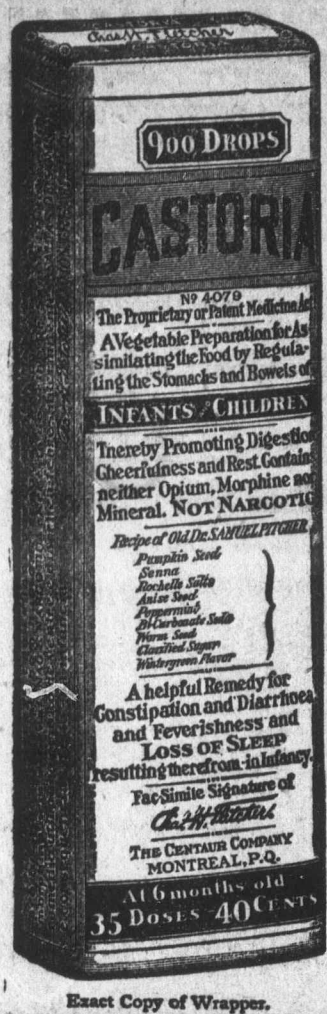 Chas. H. Fletcher
900 DROPS
CASTORIA
Nº 4079
The Proprietary or Patent Medicine Act
A Vegetable Preparation for As
similating the Food by Regula
ting the Stomachs and Bowels of
INFANTS CHILDREN
Thereby Promoting Digestion
Cheerfulness and Rest. Contains
neither Opium, Morphine nor
Mineral. NOT NARCOTIC
Recipe of Old Dr. SAMUEL PITCHER
Pumpkin Seed
Senna
Rochelle Salts
Anise Seed
Peppermint
Bi-Carbonate Soda
Worm Seed
Clarified Sugar
Wintergreen Flavor
A helpful Remedy for
Constipation and Diarrhoea
and Feverishness and
LOSS OF SLEEP
resulting therefrom-in Infancy.
Fac-Simile Signature of
Chas. H. Fletcher
THE CENTAUR COMPANY
MONTREAL, P.Q.
At 6 months old
35 DOSES - 40 CENTS
Exact Copy of Wrapper.